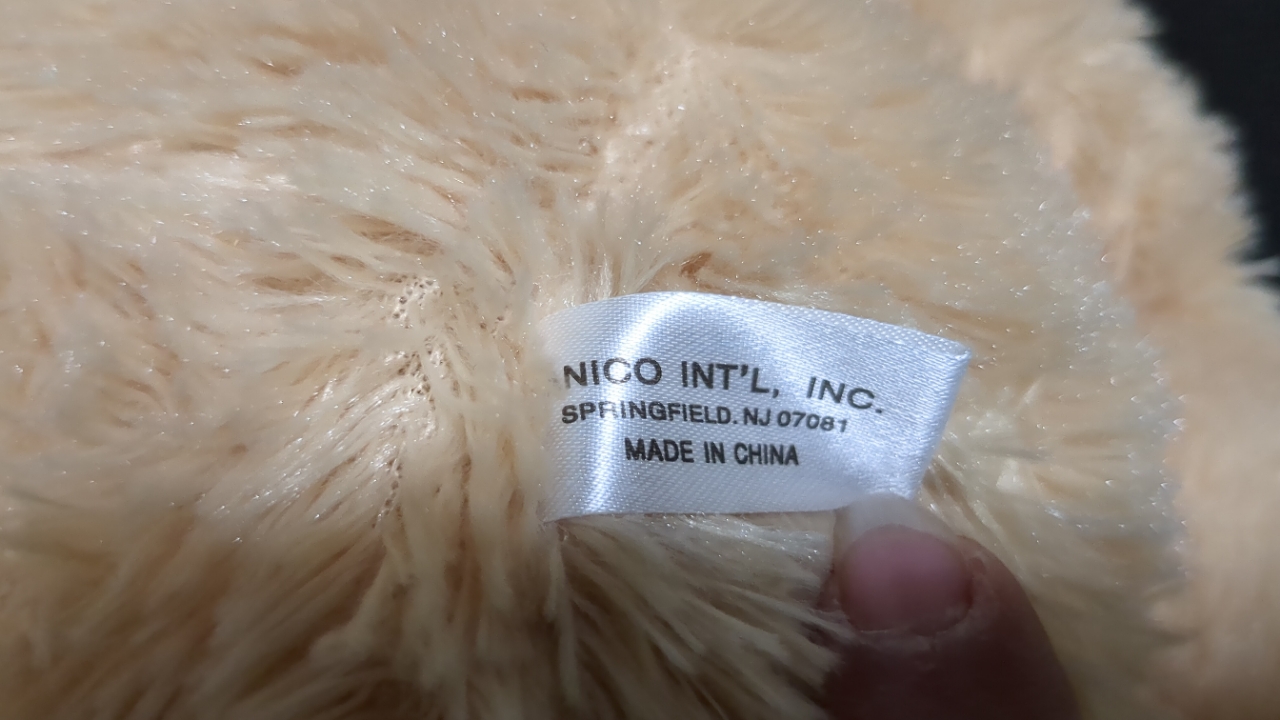 NICO INT'L, INC.
SPRINGFIELD. NJ 07081
MADE IN CHINA